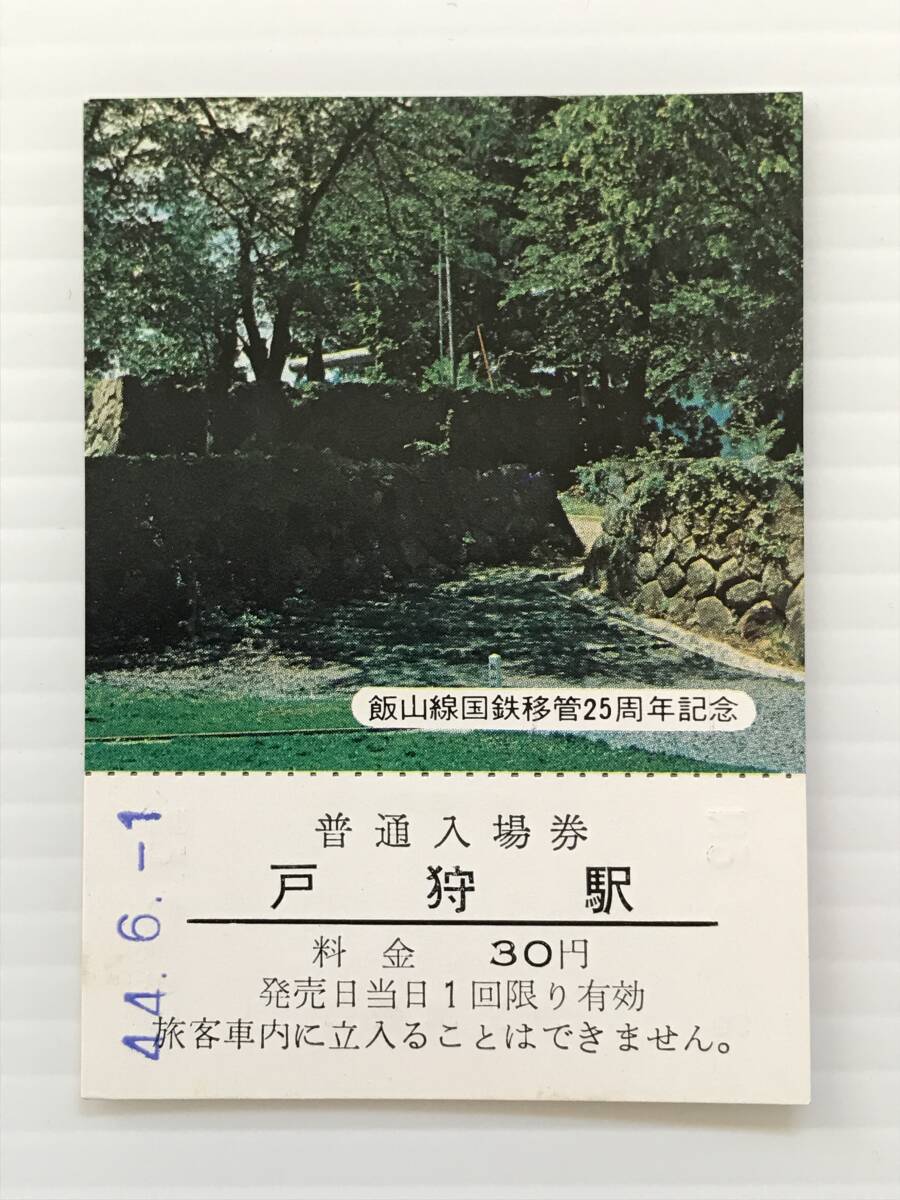 飯山線国鉄移管25周年記念
普通入場券
戸狩駅
料金 30円
発売日当日1回限り有効
旅客車内に立入ることはできません。
44.6.-1